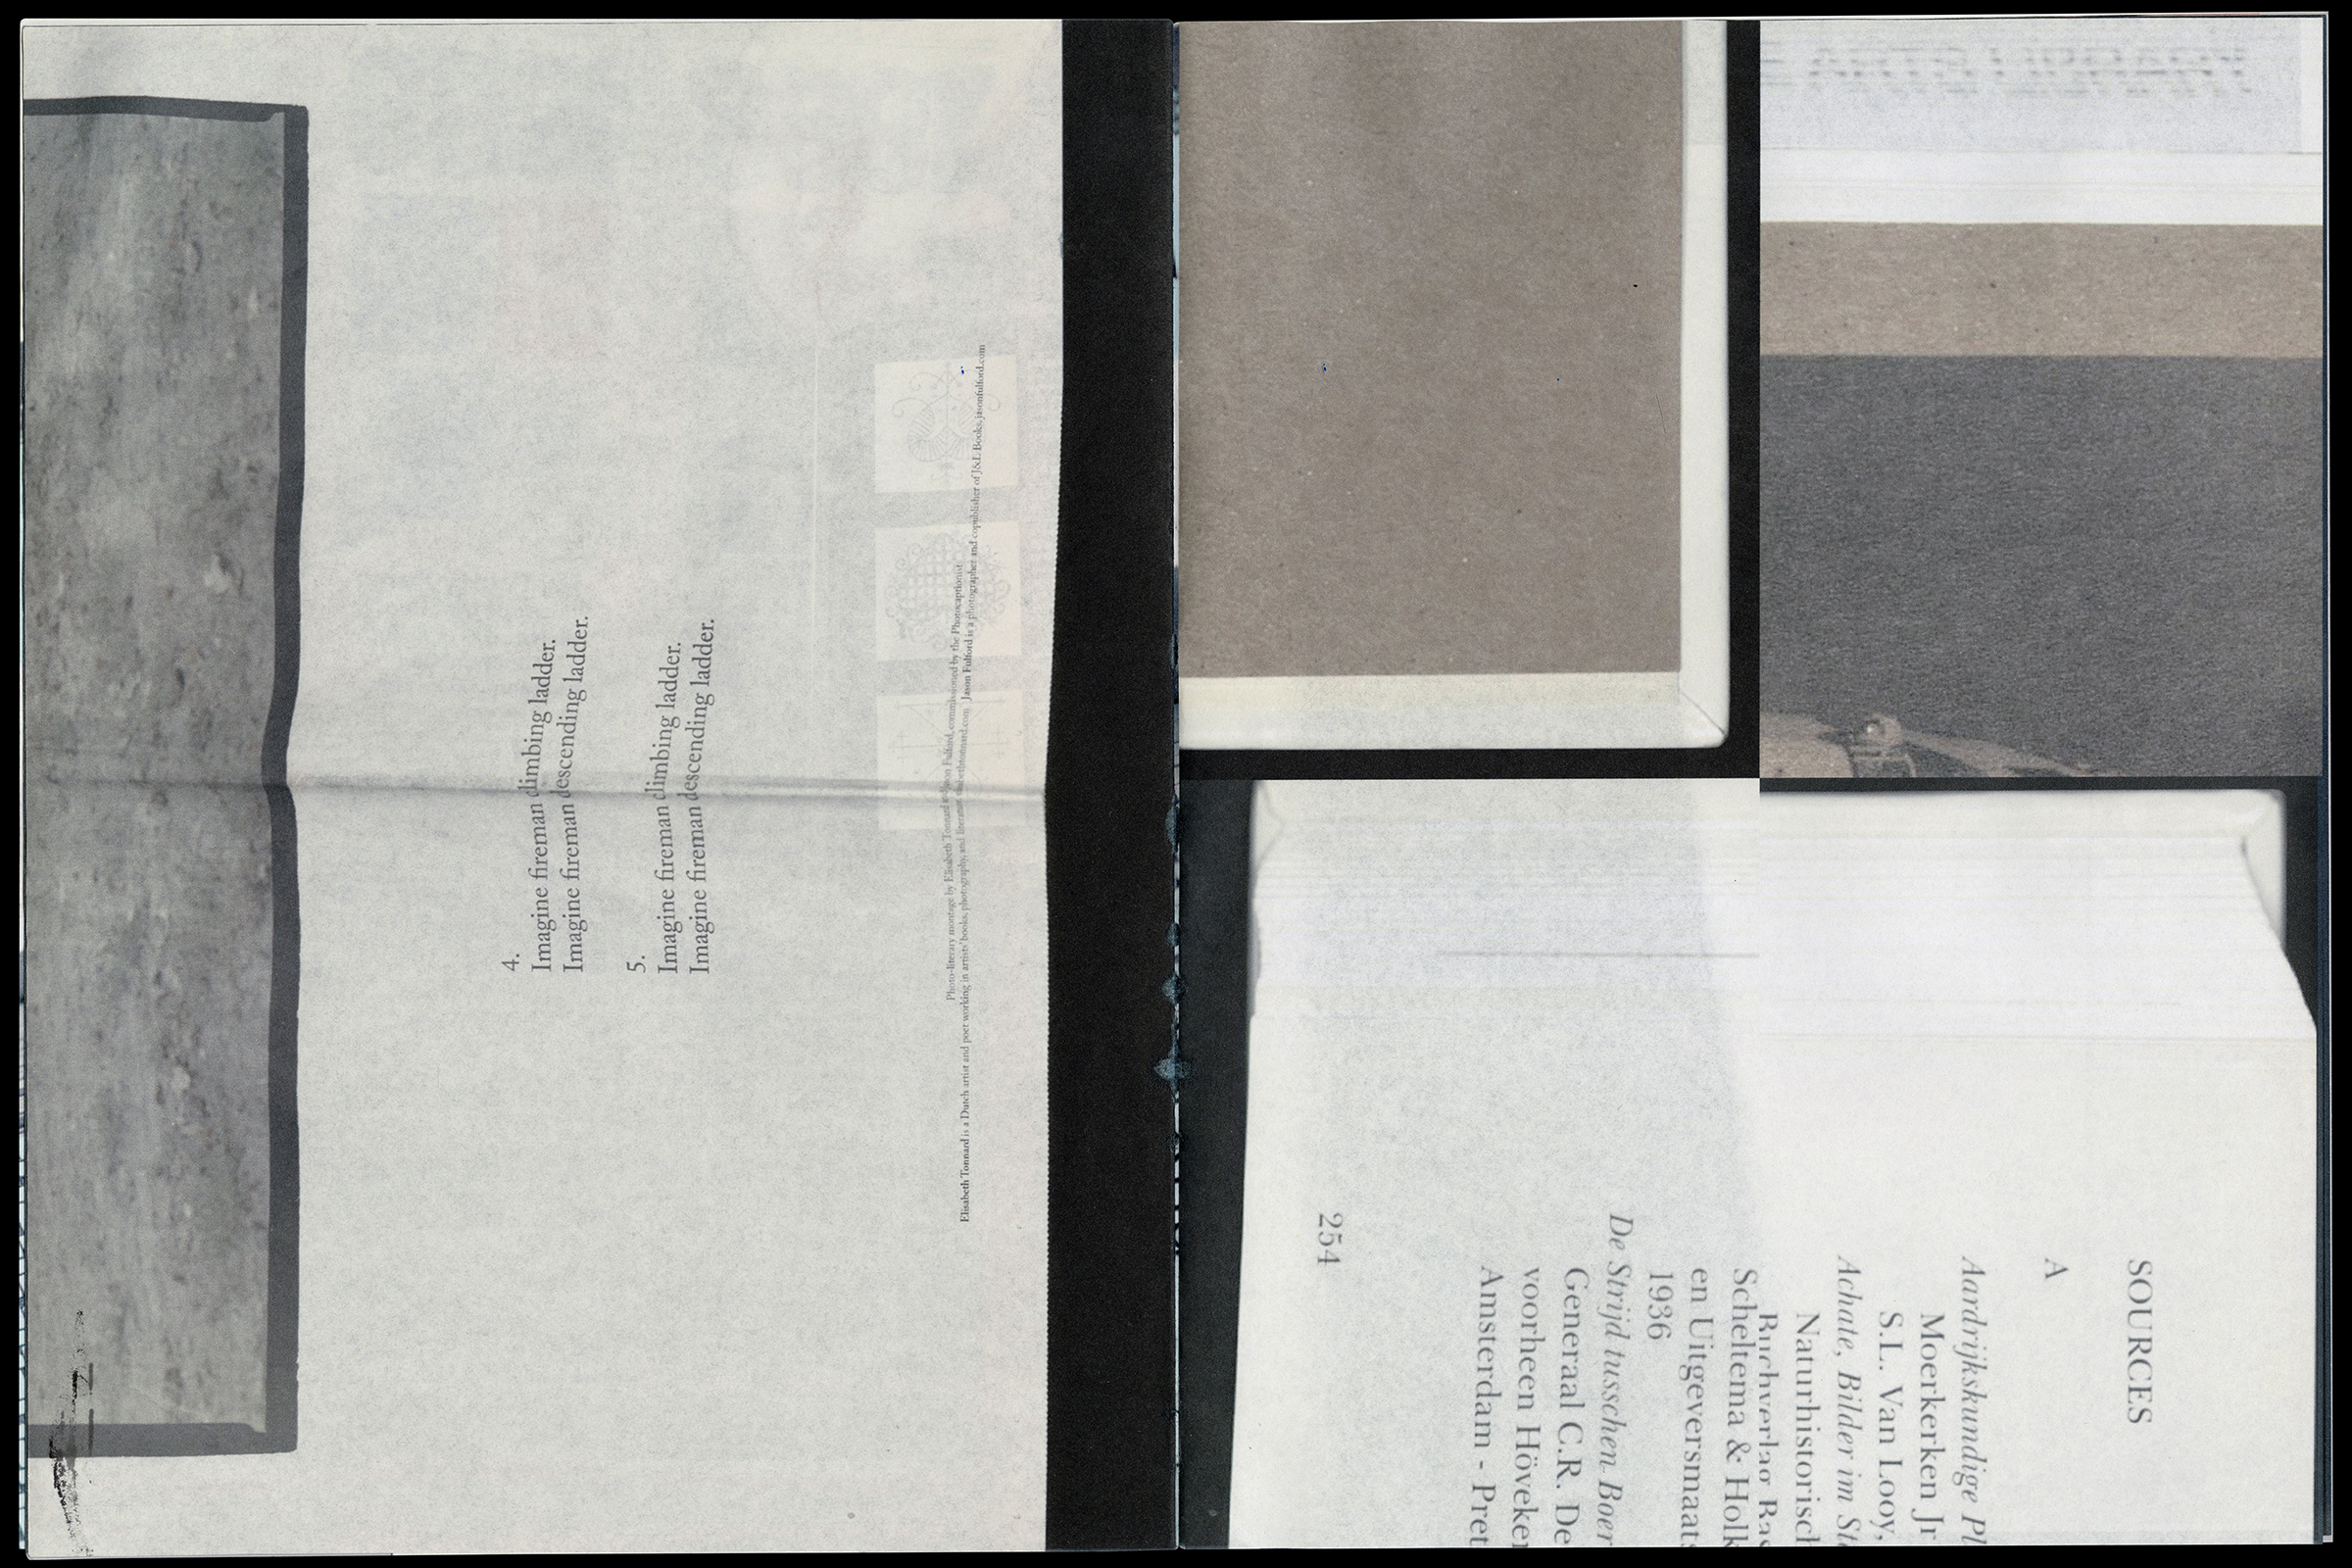 4.
Imagine fireman climbing ladder.
Imagine fireman descending ladder.
5.
Imagine fireman climbing ladder.
Imagine fireman descending ladder.
Photo-literary montage by Elisabeth Tonnard Jason Fulford, commissioned by the Photocaptionist.
Elisabeth Tonnard is a Dutch artist and poet working in artists' books, photography, and literature. elisabethtonnard.com Jason Fulford is a photographer and copublisher of J&L Books, jasonfulford.com
SOURCES
A
Aardrijkskundige Pl
Moerkerken Jr
S.L. Van Looy,
Achate, Bilder im St
Naturhistorisch
Buchverlag Ras
Scheltema & Holk
en Uitgeversmaats
1936
De Strijd tusschen Boer
Generaal C.R. De
voorheen Höveker
Amsterdam - Pret
254